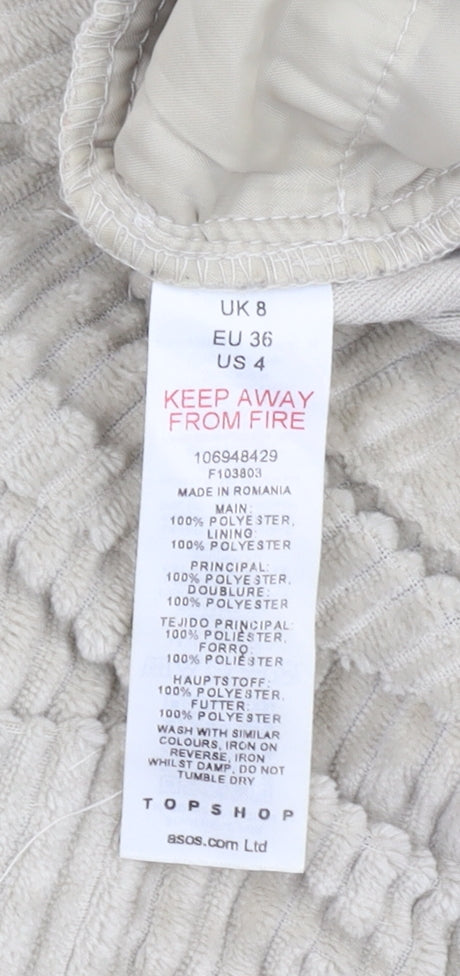 UK 8
EU 36
US 4
KEEP AWAY
FROM FIRE
106948429
F103803
MADE IN ROMANIA
MAIN:
100% POLYESTER,
LINING:
100% POLYESTER
PRINCIPAL:
100% POLYESTER,
DOUBLURE:
100% POLYESTER
TEJIDO PRINCIPAL:
100% POLIÉSTER,
FORRO:
100% POLIÉSTER
HAUPTSTOFF:
100% POLYESTER,
FUTTER:
100% POLYESTER
WASH WITH SIMILAR
COLOURS, IRON ON
REVERSE, IRON
WHILST DAMP, DO NOT
TUMBLE DRY
TOPSHOP
asos.com Ltd